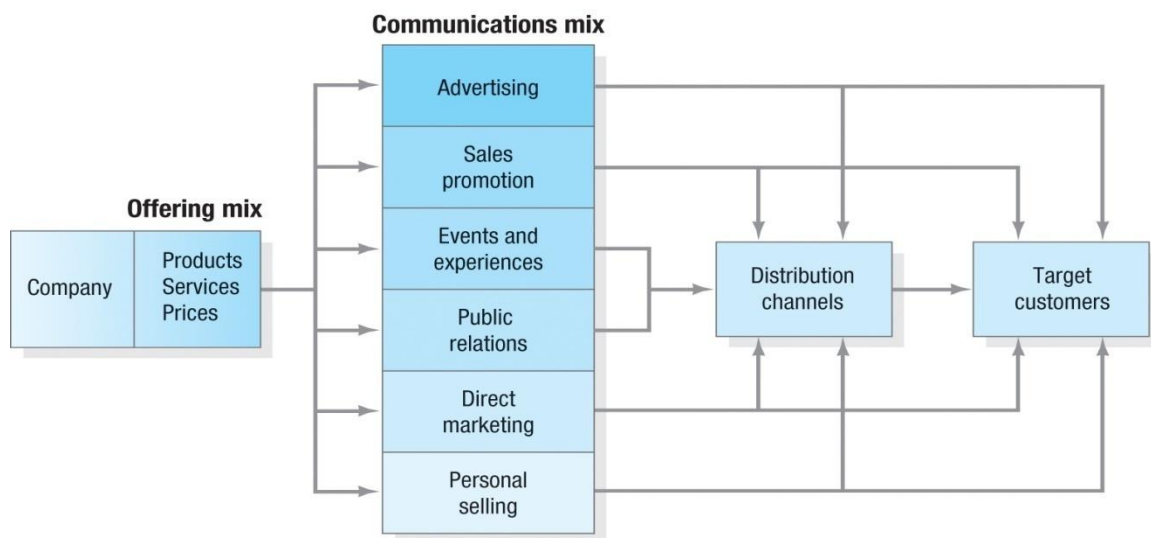 Communications mix
Advertising
Sales
promotion
Offering mix
Events and
experiences
Company
Products
Services
Prices
Distribution
channels
Target
customers
Public
relations
Direct
marketing
Personal
selling